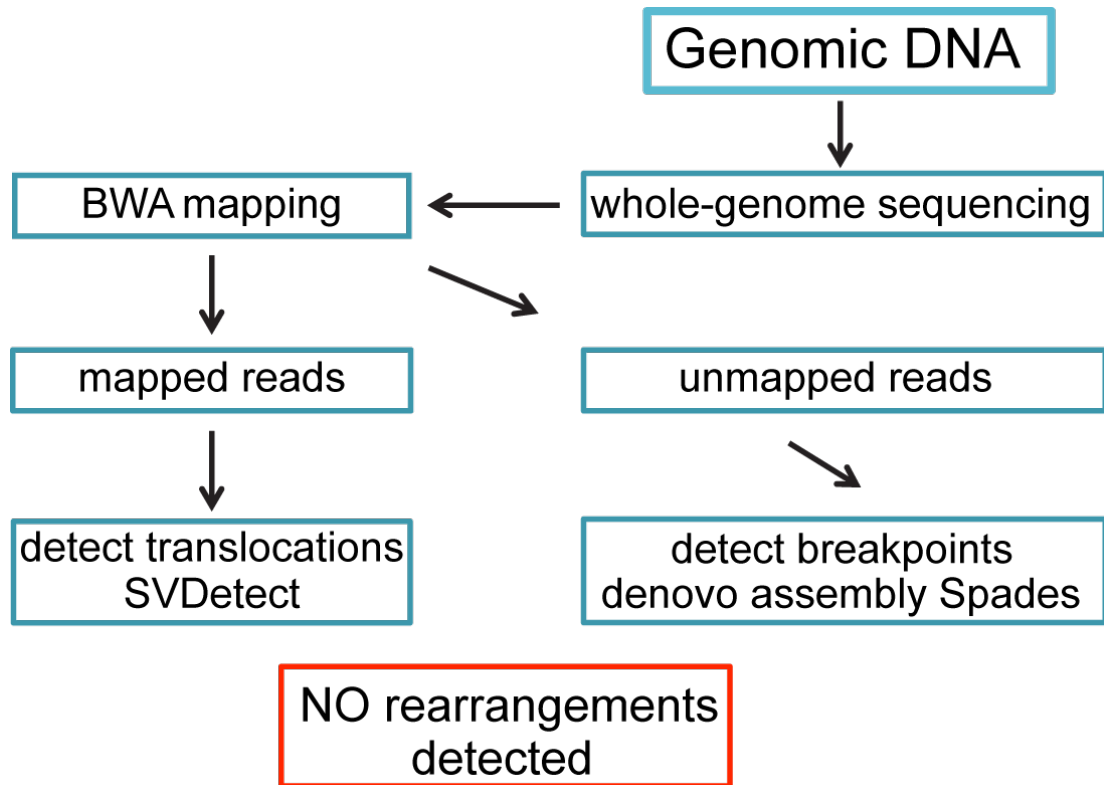 Genomic DNA
BWA mapping
whole-genome sequencing
mapped reads
unmapped reads
detect translocations
SVDetect
detect breakpoints
denovo assembly Spades
NO rearrangements
detected